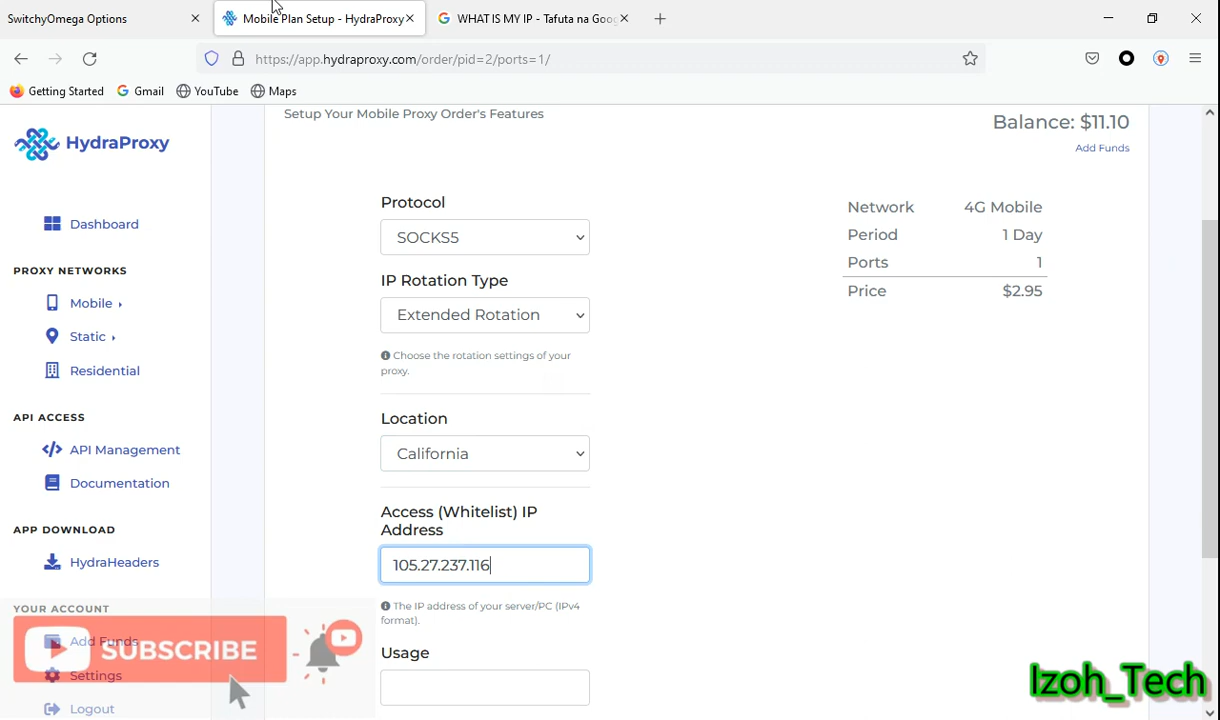 SwitchyOmega Options
Mobile Plan Setup - HydraProxy
WHAT IS MY IP - Tafuta na Goog
https://app.hydraproxy.com/order/pid=2/ports=1/
Getting Started
Gmail
YouTube
Maps
HydraProxy
Setup Your Mobile Proxy Order's Features
Balance: $11.10
Add Funds
Dashboard
PROXY NETWORKS
Mobile
Static
Residential
API ACCESS
API Management
Documentation
APP DOWNLOAD
HydraHeaders
YOUR ACCOUNT
Add Funds
Settings
Logout
SUBSCRIBE
Protocol
SOCKS5
IP Rotation Type
Extended Rotation
Choose the rotation settings of your
proxy.
Location
California
Access (Whitelist) IP
Address
105.27.237.116
The IP address of your server/PC (IPv4
format).
Usage
Network 4G Mobile
Period 1 Day
Ports 1
Price $2.95
Izoh_Tech